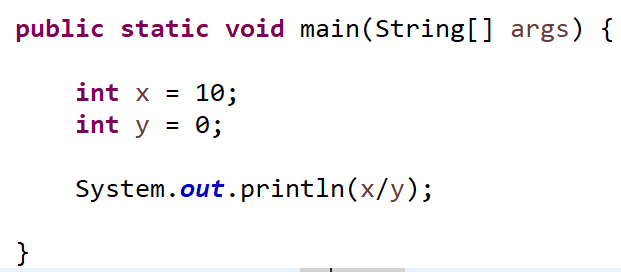 public static void main(String[] args) {
int x = 10;
int y = 0;
System.out.println(x/y);
}